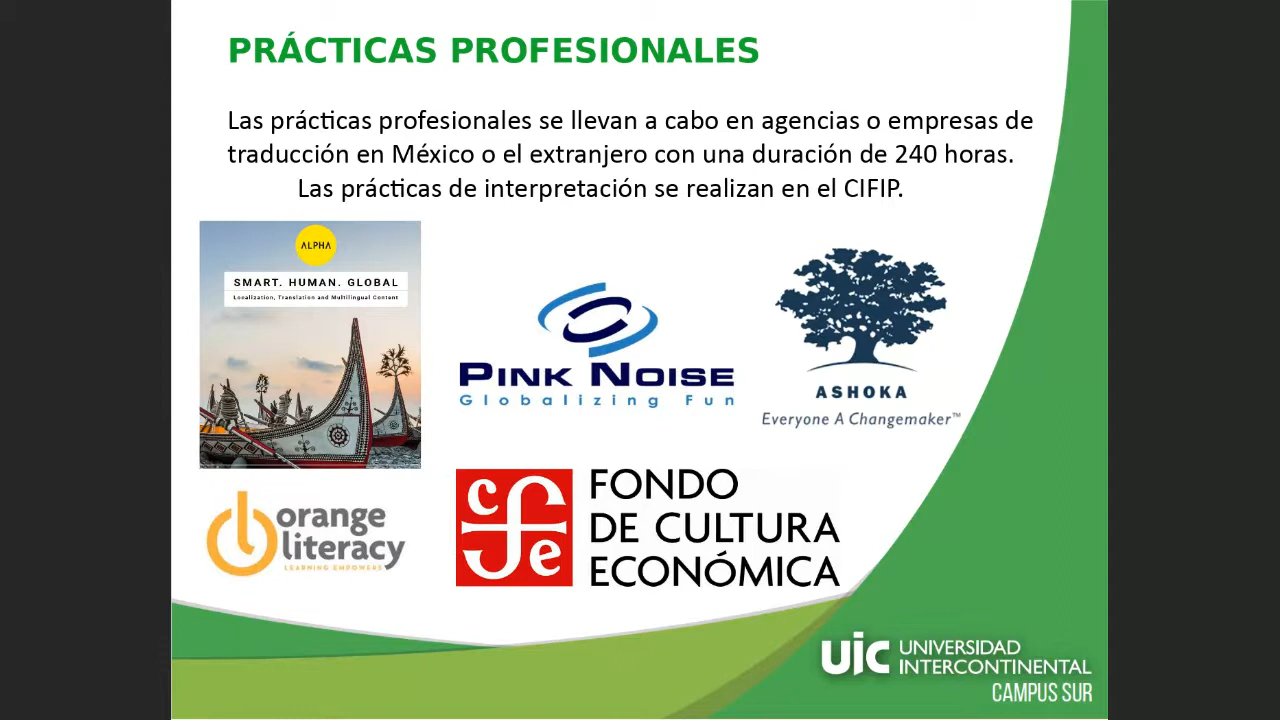 PRÁCTICAS PROFESIONALES
Las prácticas profesionales se llevan a cabo en agencias o empresas de
traducción en México o el extranjero con una duración de 240 horas.
Las prácticas de interpretación se realizan en el CIFIP.
ALPHA
SMART. HUMAN. GLOBAL
Localization, Translation and Multilingual Content
PINK NOISE
Globalizing Fun
ASHOKA
Everyone A Changemaker™
orange
literacy
LEARNING EMPOWERS
cfe
FONDO
DE CULTURA
ECONÓMICA
UIC UNIVERSIDAD
INTERCONTINENTAL
CAMPUS SUR